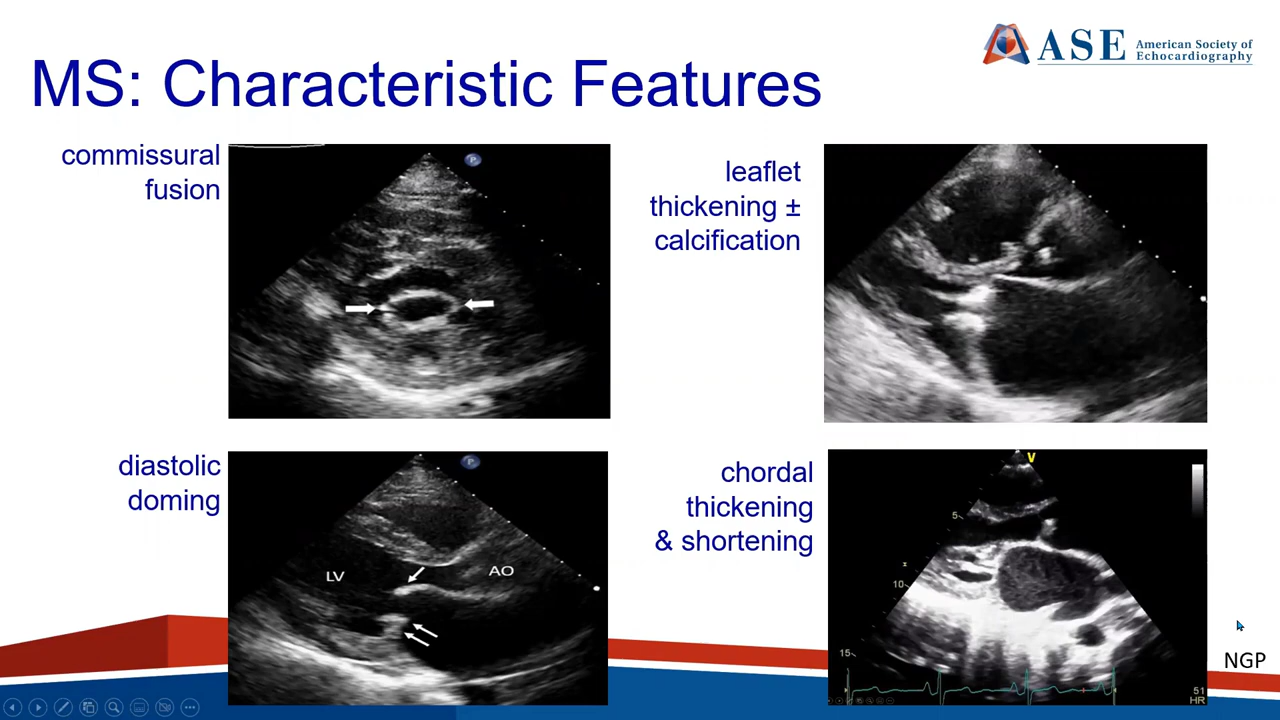 ASE American Society of
Echocardiography
MS: Characteristic Features
commissural
fusion
P
leaflet
thickening ±
calcification
diastolic
doming
P
LV
AO
chordal
thickening
& shortening
V
5
10
15
51
HR
NGP